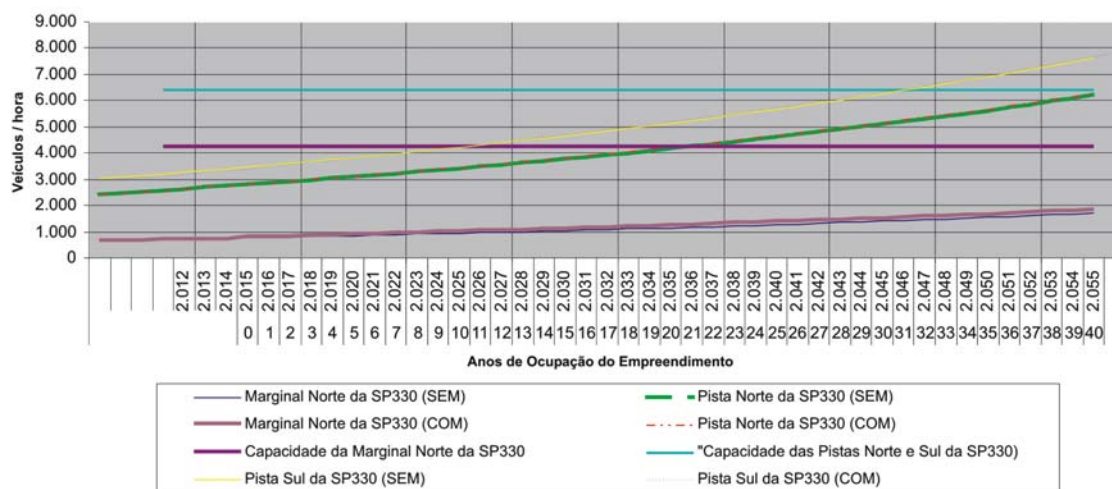 9.000
8.000
7.000
6.000
5.000
4.000
3.000
2.000
1.000
0
Veículos / hora
2.012 2.013 2.014 2.015 2.016 2.017 2.018 2.019 2.020 2.021 2.022 2.023 2.024 2.025 2.026 2.027 2.028 2.029 2.030 2.031 2.032 2.033 2.034 2.035 2.036 2.037 2.038 2.039 2.040 2.041 2.042 2.043 2.044 2.045 2.046 2.047 2.048 2.049 2.050 2.051 2.052 2.053 2.054 2.055
0 1 2 3 4 5 6 7 8 9 10 11 12 13 14 15 16 17 18 19 20 21 22 23 24 25 26 27 28 29 30 31 32 33 34 35 36 37 38 39 40
Anos de Ocupação do Empreendimento
Marginal Norte da SP330 (SEM)
Pista Norte da SP330 (SEM)
Marginal Norte da SP330 (COM)
Pista Norte da SP330 (COM)
Capacidade da Marginal Norte da SP330
"Capacidade das Pistas Norte e Sul da SP330)
Pista Sul da SP330 (SEM)
Pista Sul da SP330 (COM)